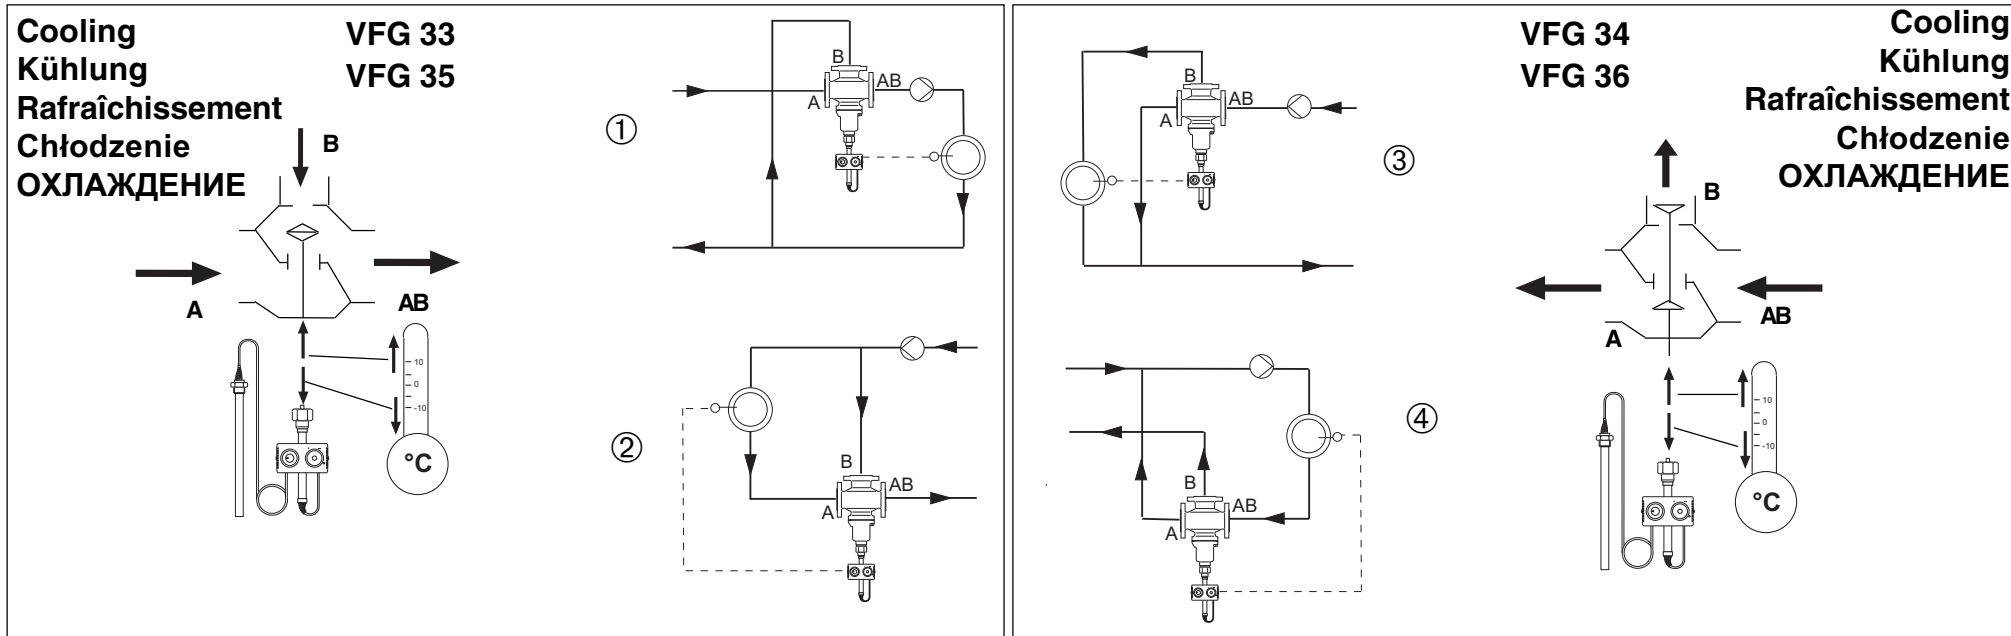 Cooling
Kühlung
Rafraîchissement
Chłodzenie
ОХЛАЖДЕНИЕ
VFG 33
VFG 35
B
A
AB
10
0
-10
°C
①
B
AB
A
②
B
AB
A
VFG 34
VFG 36
Cooling
Kühlung
Rafraîchissement
Chłodzenie
ОХЛАЖДЕНИЕ
③
B
AB
A
④
B
AB
A
B
AB
A
10
0
-10
°C